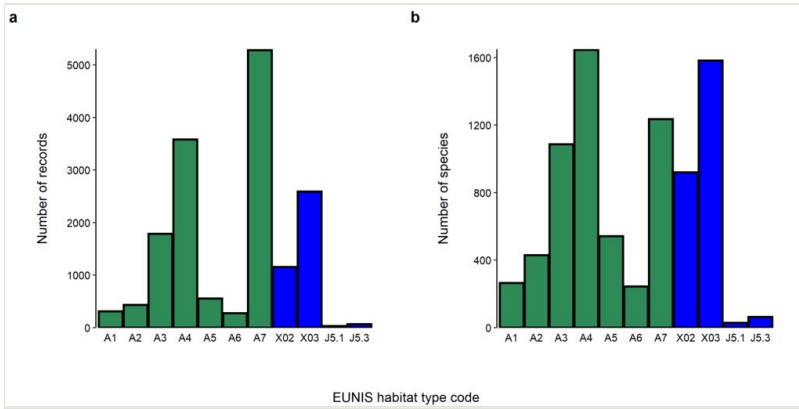 a
b
5000
4000
3000
2000
1000
0
Number of records
A1 A2 A3 A4 A5 A6 A7 X02 X03 J5.1 J5.3
1600
1200
800
400
0
Number of species
A1 A2 A3 A4 A5 A6 A7 X02 X03 J5.1 J5.3
EUNIS habitat type code